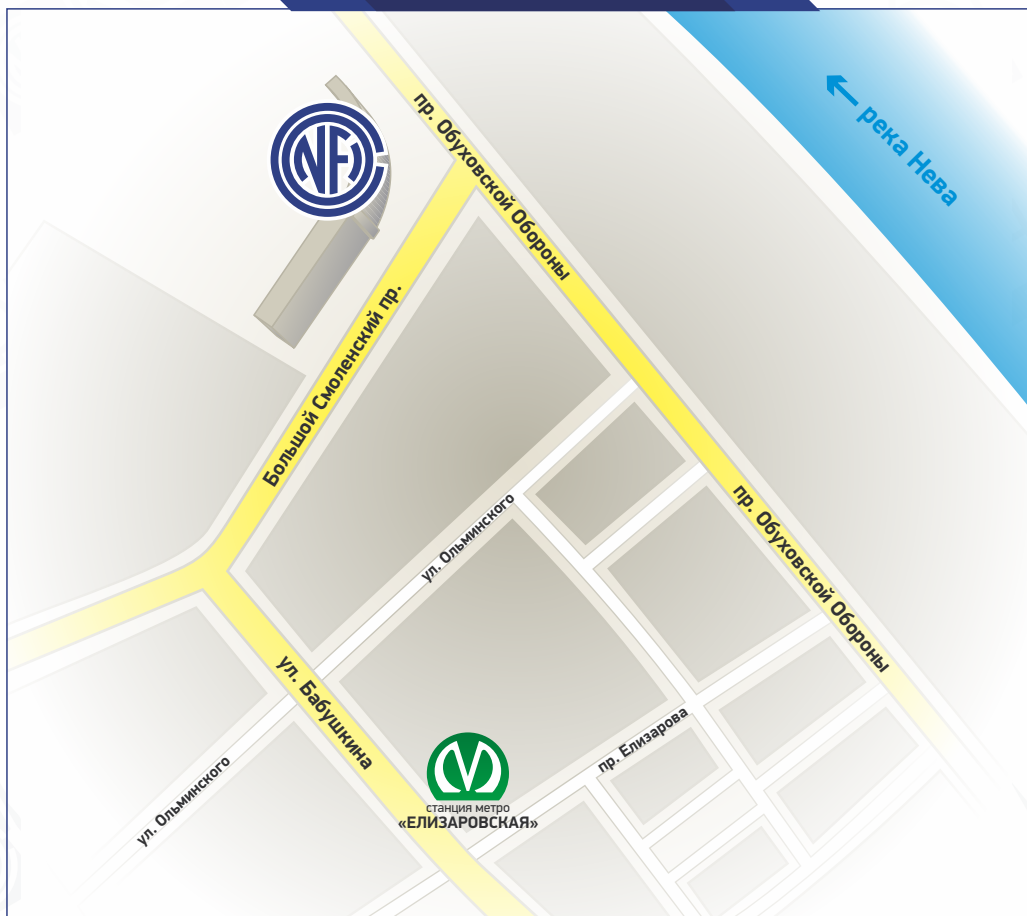 пр. Обуховской Обороны
река Нева
NFC
Большой Смоленский пр.
ул. Ольминского
пр. Обуховской Обороны
ул. Бабушкина
пр. Елизарова
ул. Ольминского
станция метро
«ЕЛИЗАРОВСКАЯ»